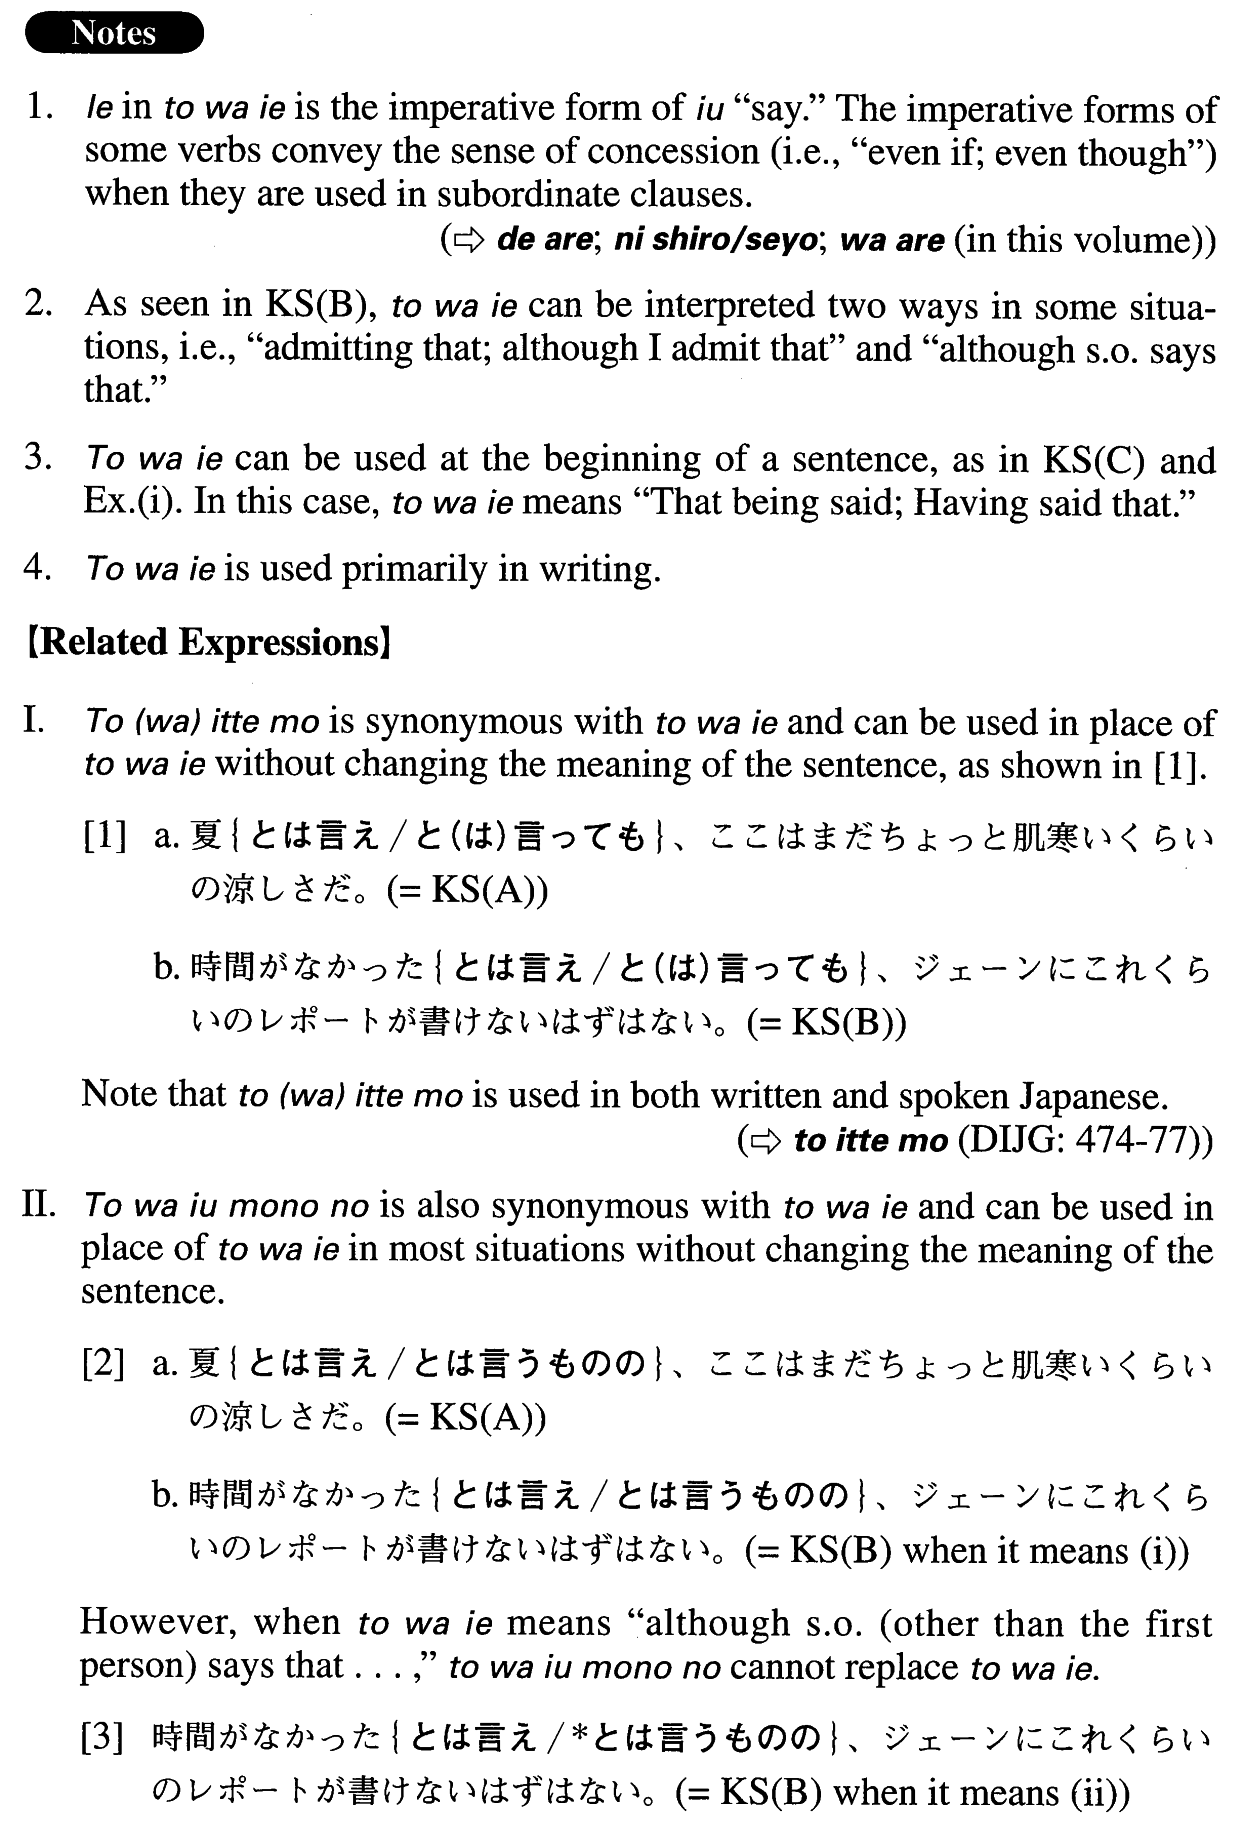 Notes
1. Ie in to wa ie is the imperative form of iu “say.” The imperative forms of
some verbs convey the sense of concession (i.e., “even if; even though”)
when they are used in subordinate clauses.
(⇨ de are; ni shiro/seyo; wa are (in this volume))
2. As seen in KS(B), to wa ie can be interpreted two ways in some situa-
tions, i.e., “admitting that; although I admit that” and “although s.o. says
that.”
3. To wa ie can be used at the beginning of a sentence, as in KS(C) and
Ex.(i). In this case, to wa ie means “That being said; Having said that.”
4. To wa ie is used primarily in writing.
【Related Expressions】
I. To (wa) itte mo is synonymous with to wa ie and can be used in place of
to wa ie without changing the meaning of the sentence, as shown in [1].
[1] a. 夏{とは言え/と(は)言っても}、ここはまだちょっと肌寒いくらい
の涼しさだ。(= KS(A))
b. 時間がなかった{とは言え/と(は)言っても}、ジェーンにこれくら
いのレポートが書けないはずはない。(= KS(B))
Note that to (wa) itte mo is used in both written and spoken Japanese.
(⇨ to itte mo (DIJG: 474-77))
II. To wa iu mono no is also synonymous with to wa ie and can be used in
place of to wa ie in most situations without changing the meaning of the
sentence.
[2] a. 夏{とは言え/とは言うものの}、ここはまだちょっと肌寒いくらい
の涼しさだ。(= KS(A))
b. 時間がなかった{とは言え/とは言うものの}、ジェーンにこれくら
いのレポートが書けないはずはない。(= KS(B) when it means (i))
However, when to wa ie means “although s.o. (other than the first
person) says that . . . ,” to wa iu mono no cannot replace to wa ie.
[3] 時間がなかった{とは言え/*とは言うものの}、ジェーンにこれくらい
のレポートが書けないはずはない。(= KS(B) when it means (ii))